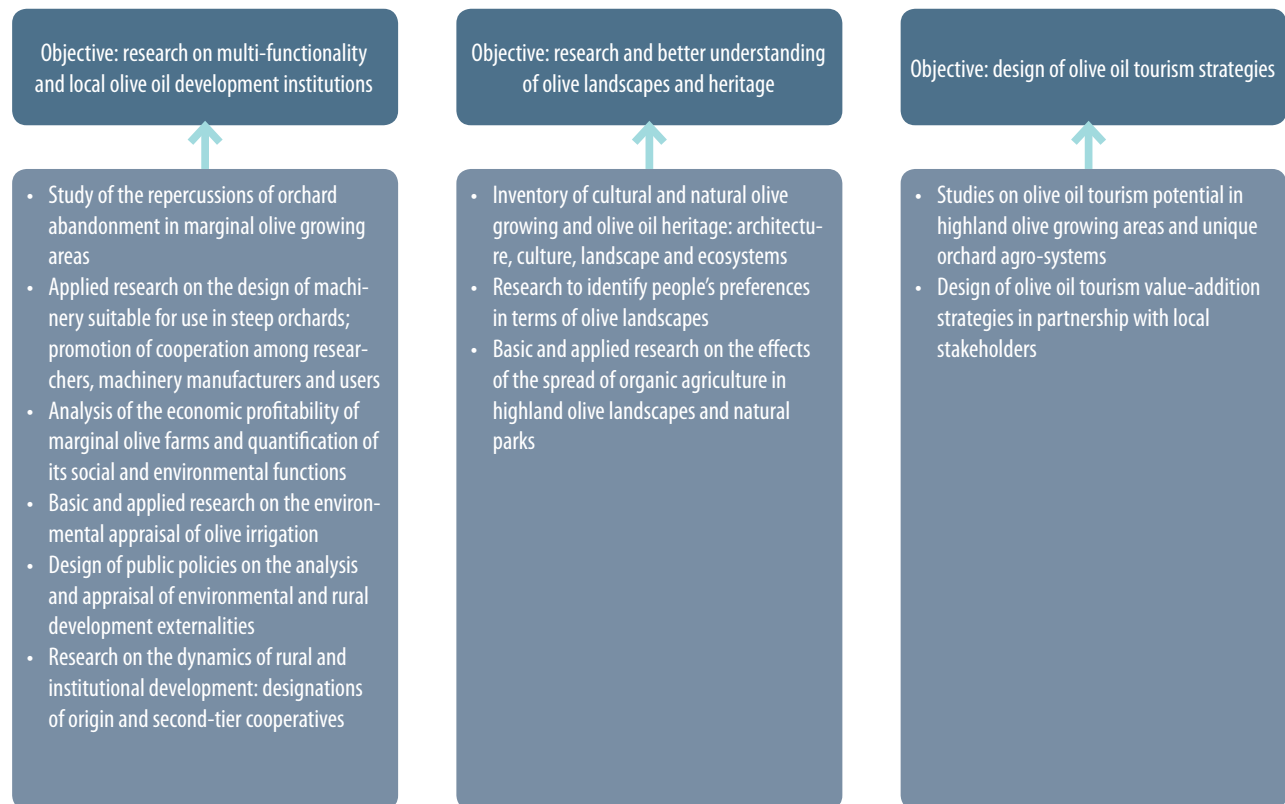 Objective: research on multi-functionality
and local olive oil development institutions
• Study of the repercussions of orchard
abandonment in marginal olive growing
areas
• Applied research on the design of machi-
nery suitable for use in steep orchards;
promotion of cooperation among resear-
chers, machinery manufacturers and users
• Analysis of the economic profitability of
marginal olive farms and quantification of
its social and environmental functions
• Basic and applied research on the environ-
mental appraisal of olive irrigation
• Design of public policies on the analysis
and appraisal of environmental and rural
development externalities
• Research on the dynamics of rural and
institutional development: designations
of origin and second-tier cooperatives
Objective: research and better understanding
of olive landscapes and heritage
• Inventory of cultural and natural olive
growing and olive oil heritage: architectu-
re, culture, landscape and ecosystems
• Research to identify people's preferences
in terms of olive landscapes
• Basic and applied research on the effects
of the spread of organic agriculture in
highland olive landscapes and natural
parks
Objective: design of olive oil tourism strategies
• Studies on olive oil tourism potential in
highland olive growing areas and unique
orchard agro-systems
• Design of olive oil tourism value-addition
strategies in partnership with local
stakeholders